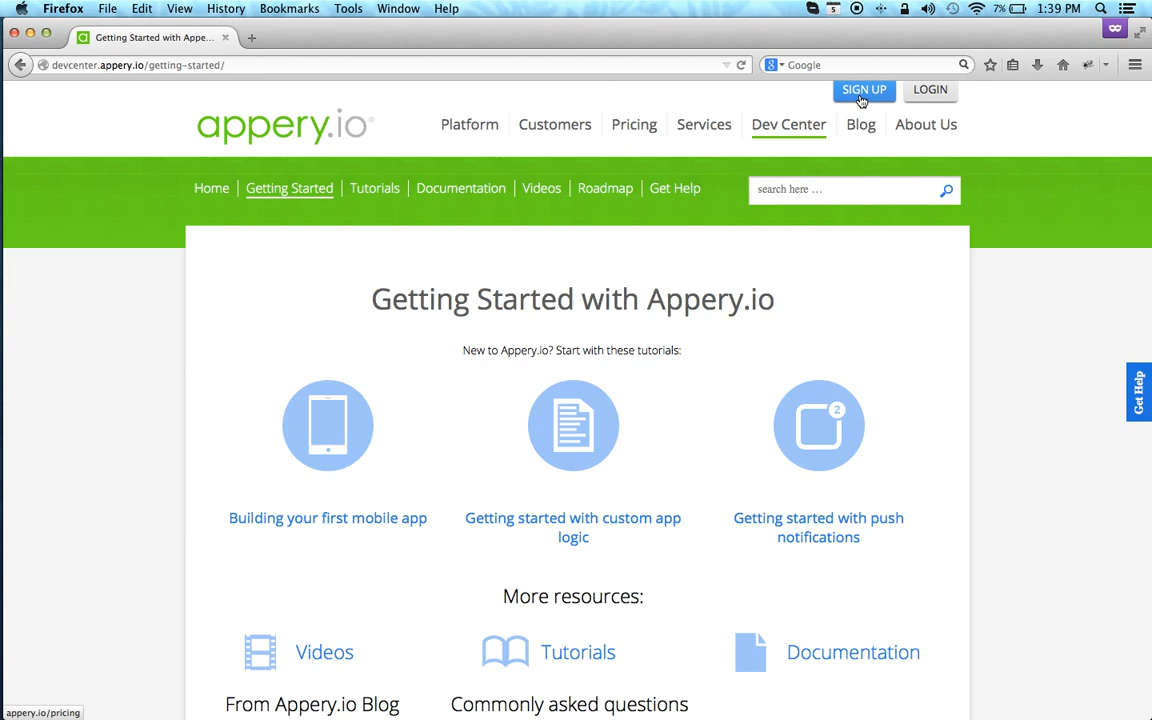 Firefox File Edit View History Bookmarks Tools Window Help 5 7% 1:39 PM
Getting Started with Appe...
devcenter.appery.io/getting-started/
Google
SIGN UP LOGIN
appery.io®
Platform Customers Pricing Services Dev Center Blog About Us
Home Getting Started Tutorials Documentation Videos Roadmap Get Help search here ...
Getting Started with Appery.io
New to Appery.io? Start with these tutorials:
2
Get Help
Building your first mobile app
Getting started with custom app
logic
Getting started with push
notifications
More resources:
Videos Tutorials Documentation
From Appery.io Blog Commonly asked questions
appery.io/pricing